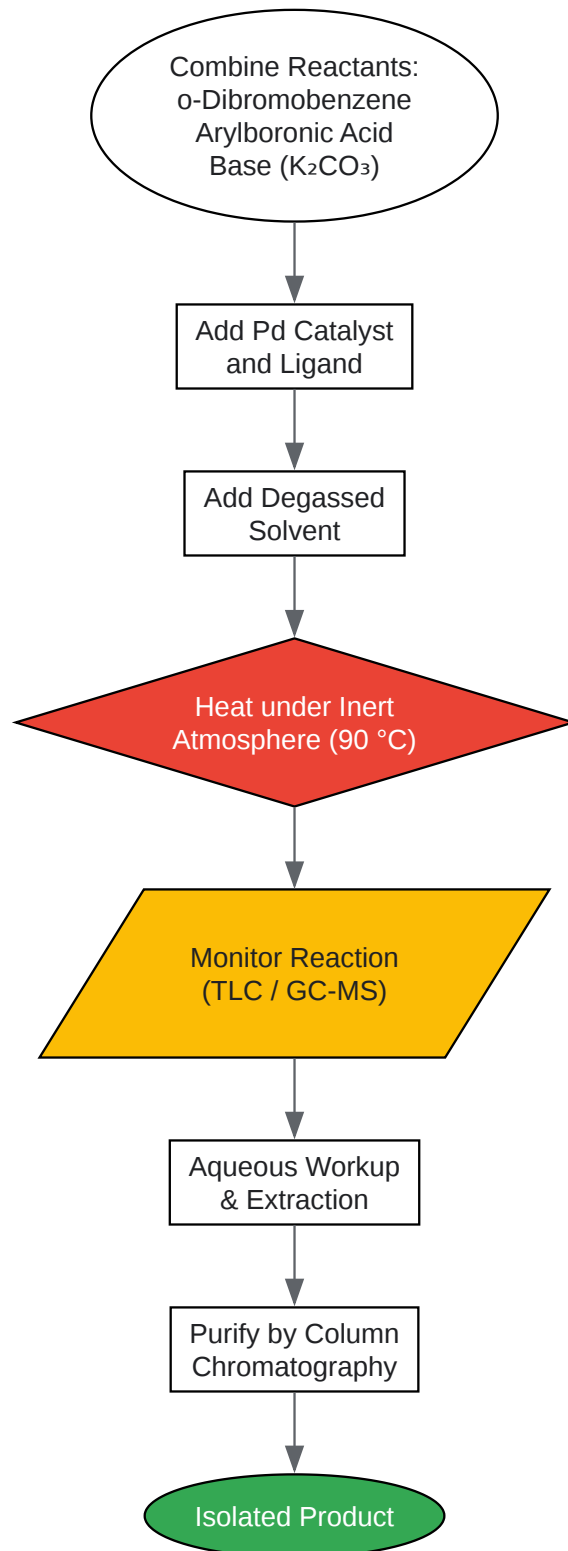 Combine Reactants:
o-Dibromobenzene
Arylboronic Acid
Base (K₂CO₃)
Add Pd Catalyst
and Ligand
Add Degassed
Solvent
Heat under Inert
Atmosphere (90 °C)
Monitor Reaction
(TLC / GC-MS)
Aqueous Workup
& Extraction
Purify by Column
Chromatography
Isolated Product